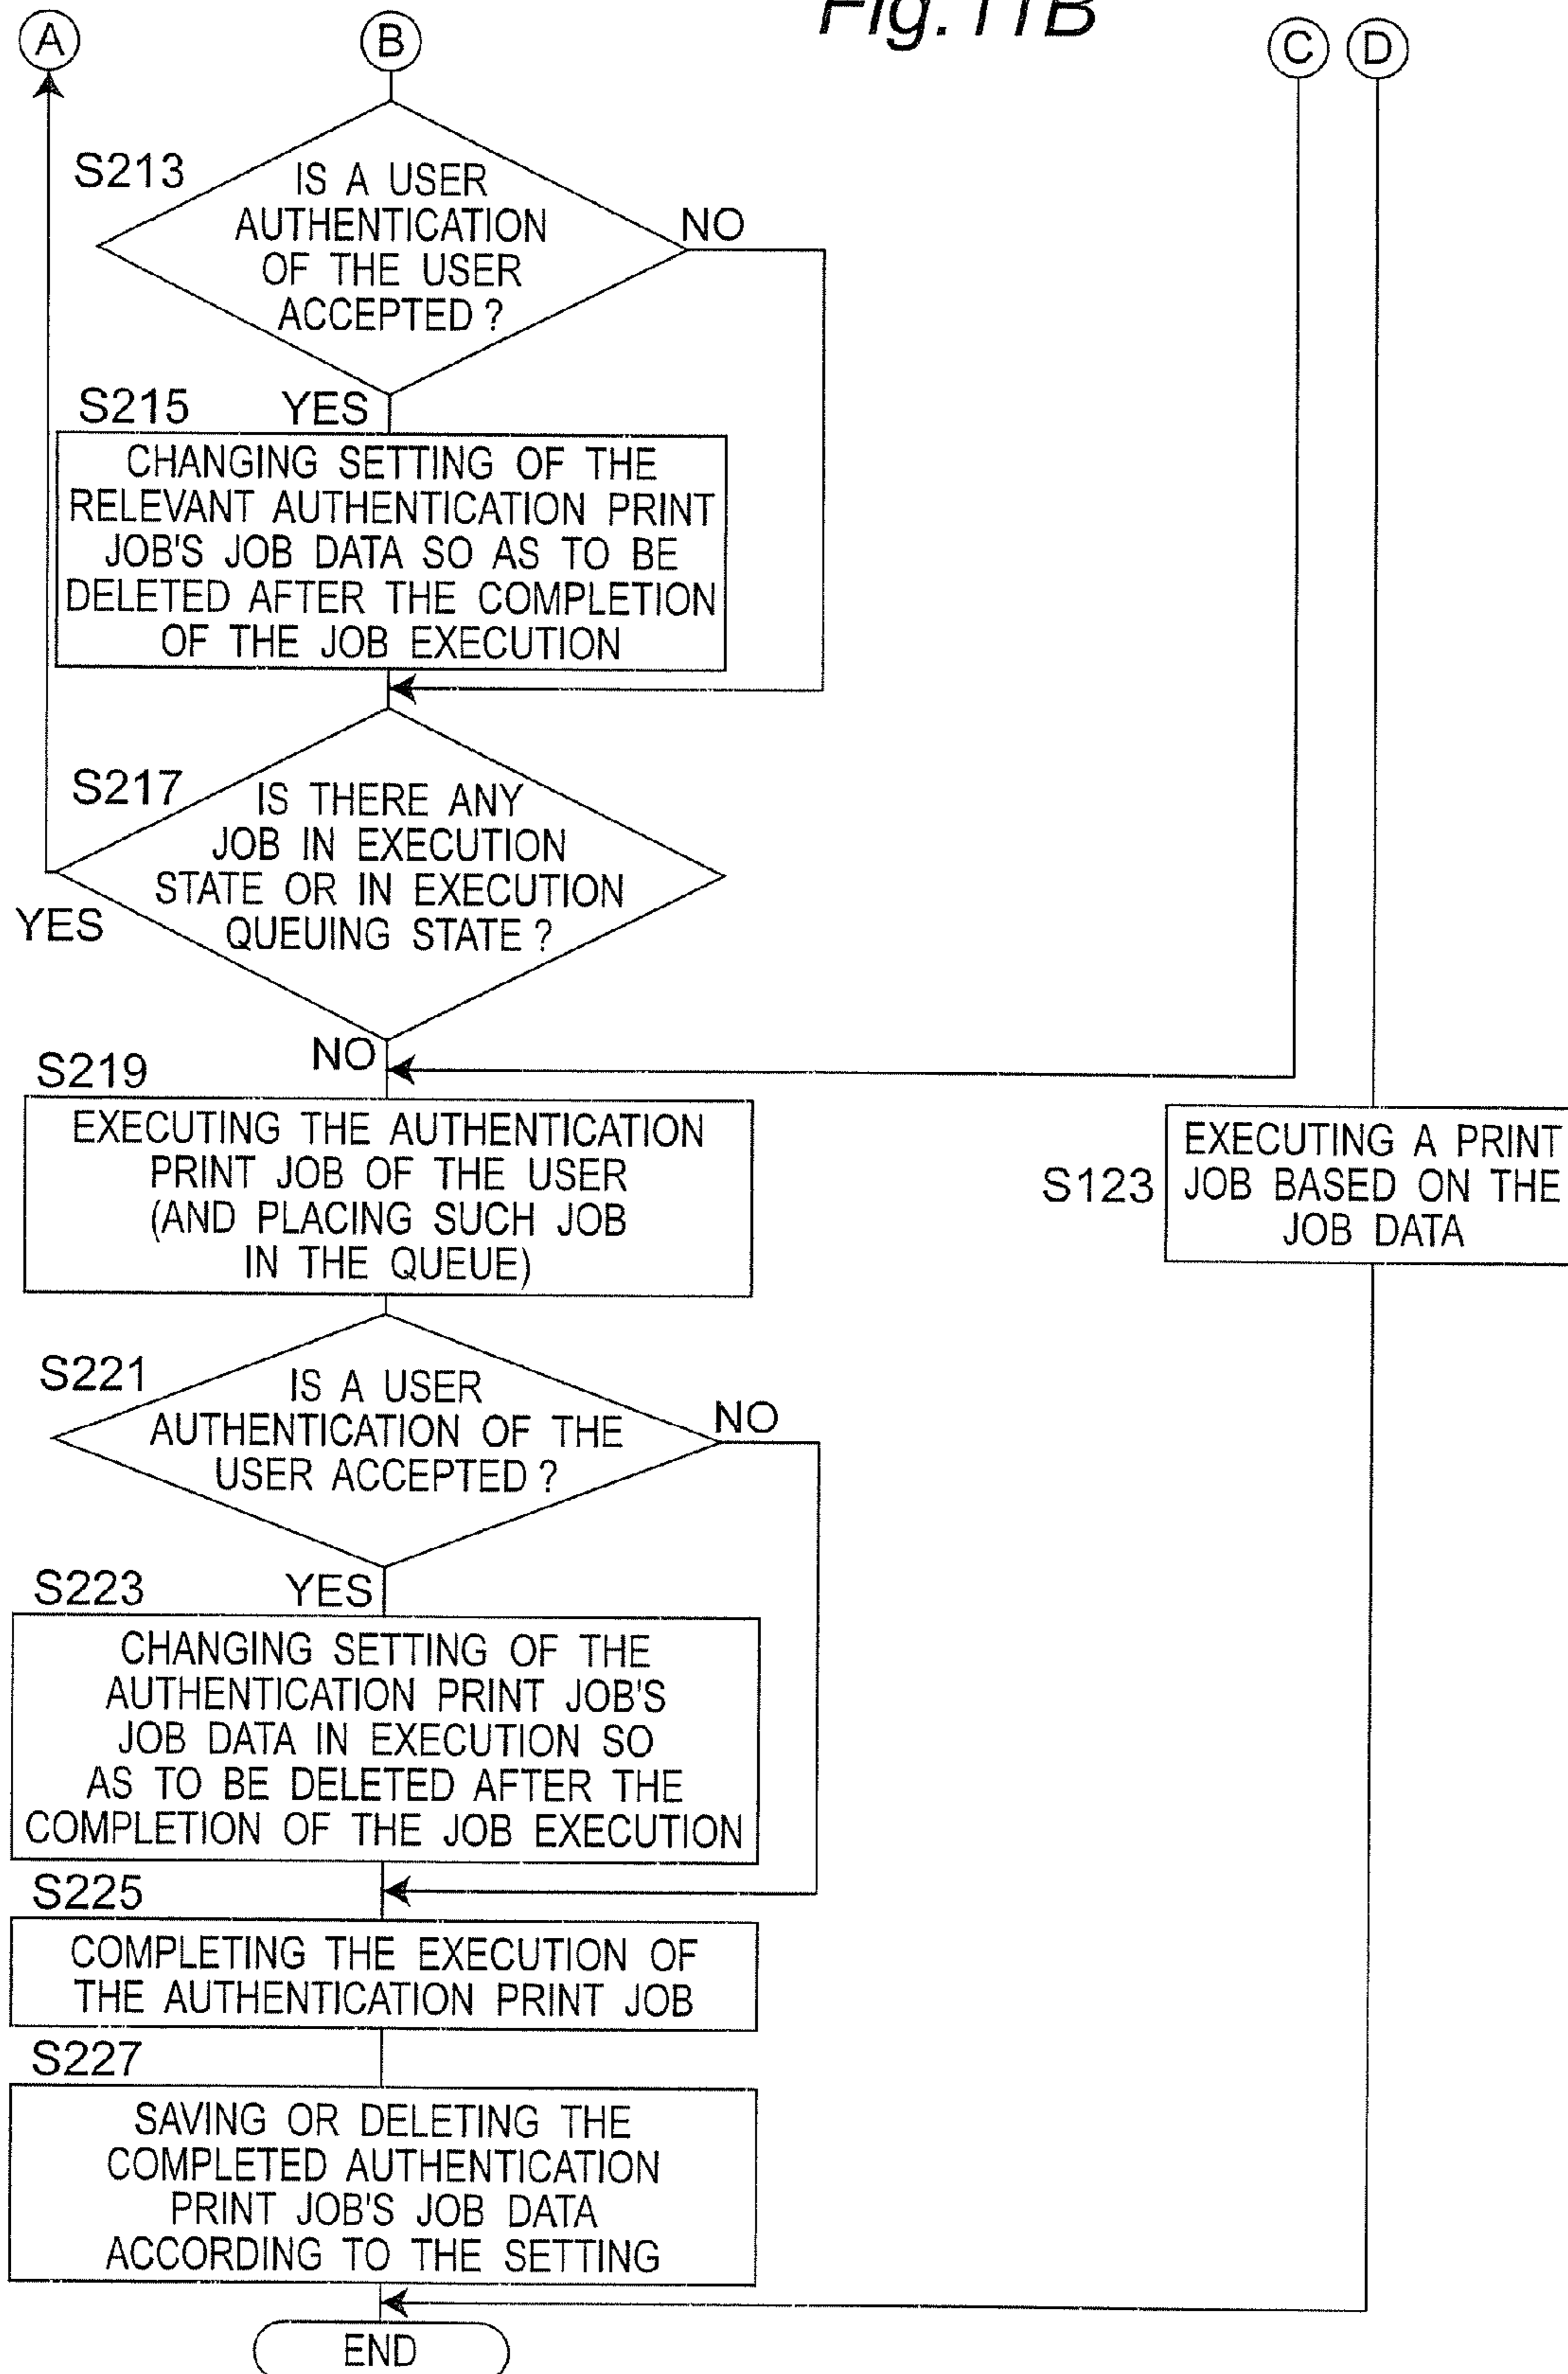 Fig.11B
A
B
C
D
S213
IS A USER
AUTHENTICATION
OF THE USER
ACCEPTED?
NO
YES
S215
CHANGING SETTING OF THE
RELEVANT AUTHENTICATION PRINT
JOB'S JOB DATA SO AS TO BE
DELETED AFTER THE COMPLETION
OF THE JOB EXECUTION
S217
IS THERE ANY
JOB IN EXECUTION
STATE OR IN EXECUTION
QUEUING STATE?
YES
NO
S219
EXECUTING THE AUTHENTICATION
PRINT JOB OF THE USER
(AND PLACING SUCH JOB
IN THE QUEUE)
S123
EXECUTING A PRINT
JOB BASED ON THE
JOB DATA
S221
IS A USER
AUTHENTICATION OF THE
USER ACCEPTED?
NO
YES
S223
CHANGING SETTING OF THE
AUTHENTICATION PRINT JOB'S
JOB DATA IN EXECUTION SO
AS TO BE DELETED AFTER THE
COMPLETION OF THE JOB EXECUTION
S225
COMPLETING THE EXECUTION OF
THE AUTHENTICATION PRINT JOB
S227
SAVING OR DELETING THE
COMPLETED AUTHENTICATION
PRINT JOB'S JOB DATA
ACCORDING TO THE SETTING
END